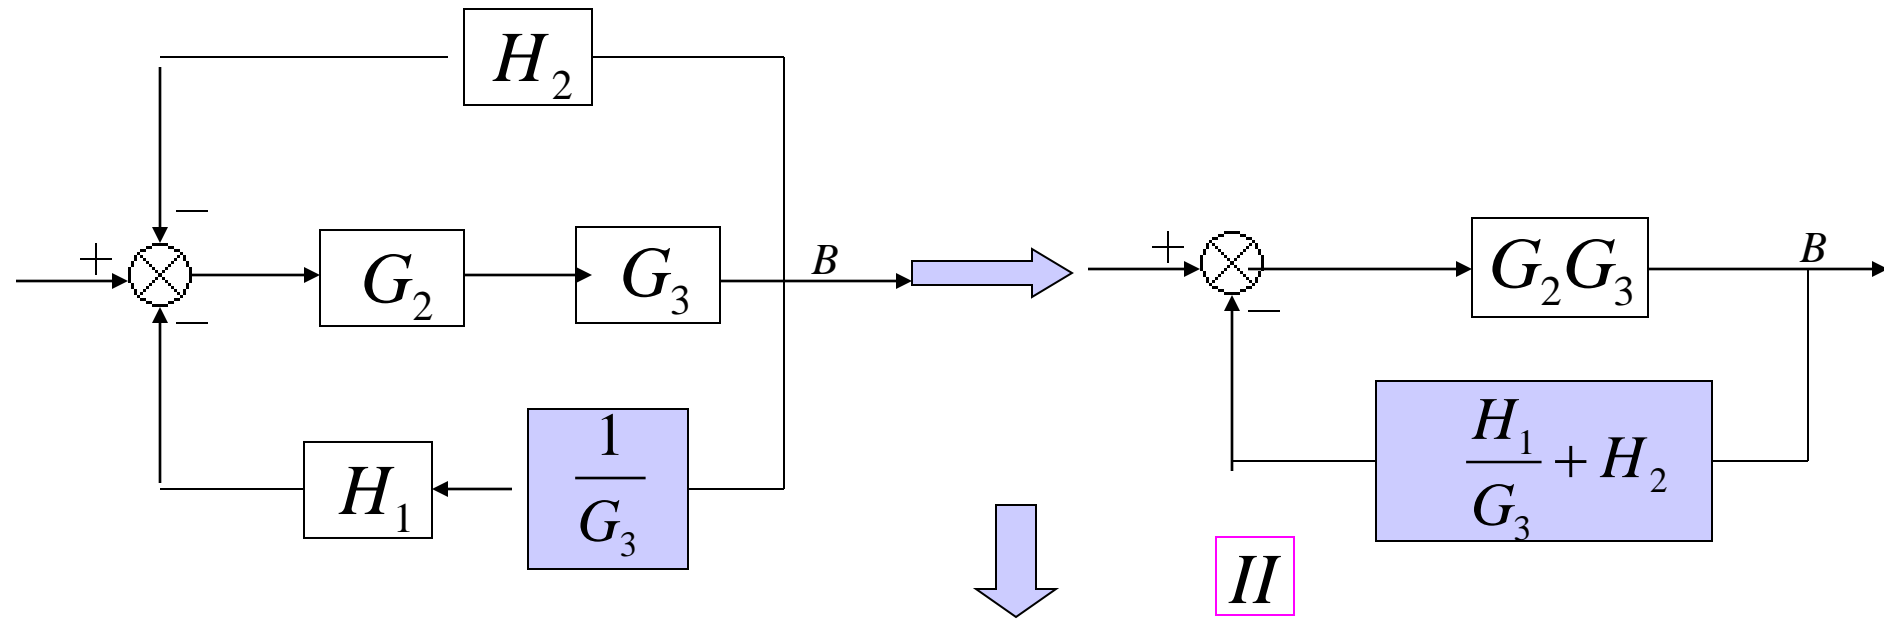 H₂
−
+
G₂
G₃
B
−
H₁
1/G₃
+
G₂G₃
B
−
H₁/G₃ + H₂
II